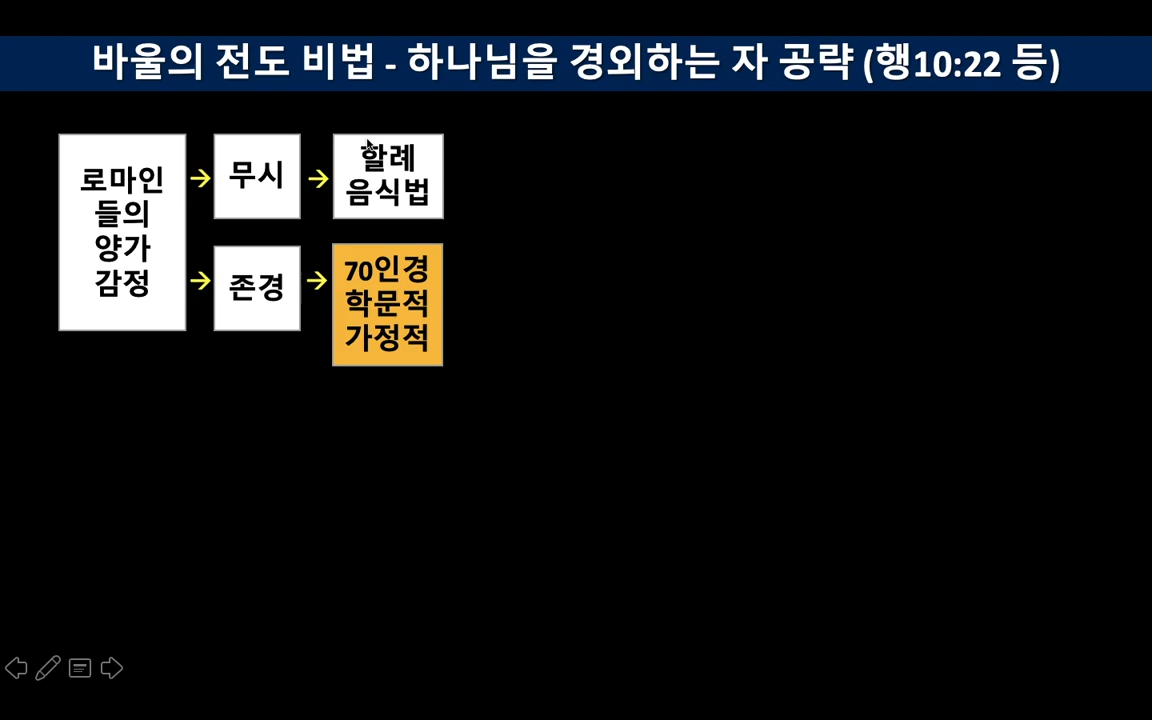 바울의 전도 비법 - 하나님을 경외하는 자 공략 (행10:22 등)
로마인
들의
양가
감정
무시
할례
음식법
존경
70인경
학문적
가정적